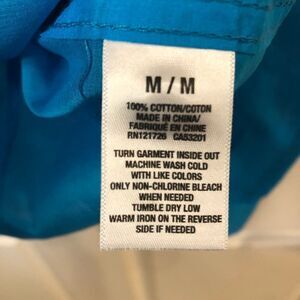 M / M
100% COTTON/COTON
MADE IN CHINA/
FABRIQUÉ EN CHINE
RN121726 CA53201
TURN GARMENT INSIDE OUT
MACHINE WASH COLD
WITH LIKE COLORS
ONLY NON-CHLORINE BLEACH
WHEN NEEDED
TUMBLE DRY LOW
WARM IRON ON THE REVERSE
SIDE IF NEEDED